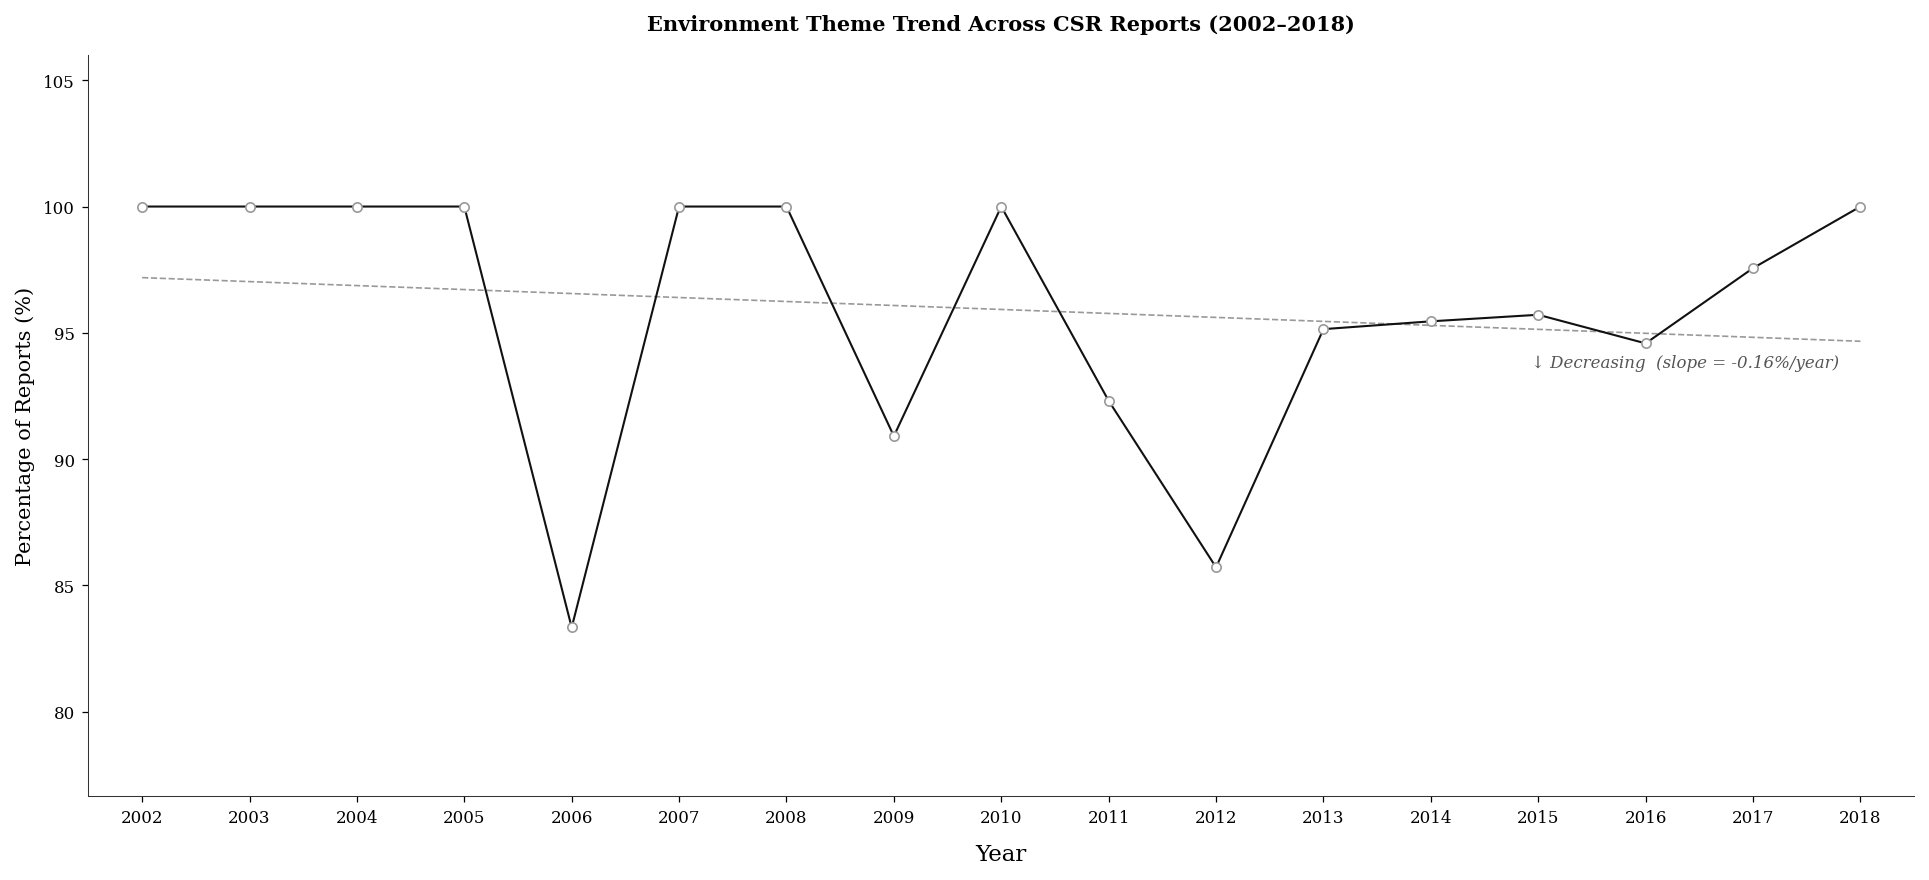 Environment Theme Trend Across CSR Reports (2002–2018)
Percentage of Reports (%)
105
100
95
90
85
80
↓ Decreasing (slope = -0.16%/year)
2002 2003 2004 2005 2006 2007 2008 2009 2010 2011 2012 2013 2014 2015 2016 2017 2018
Year